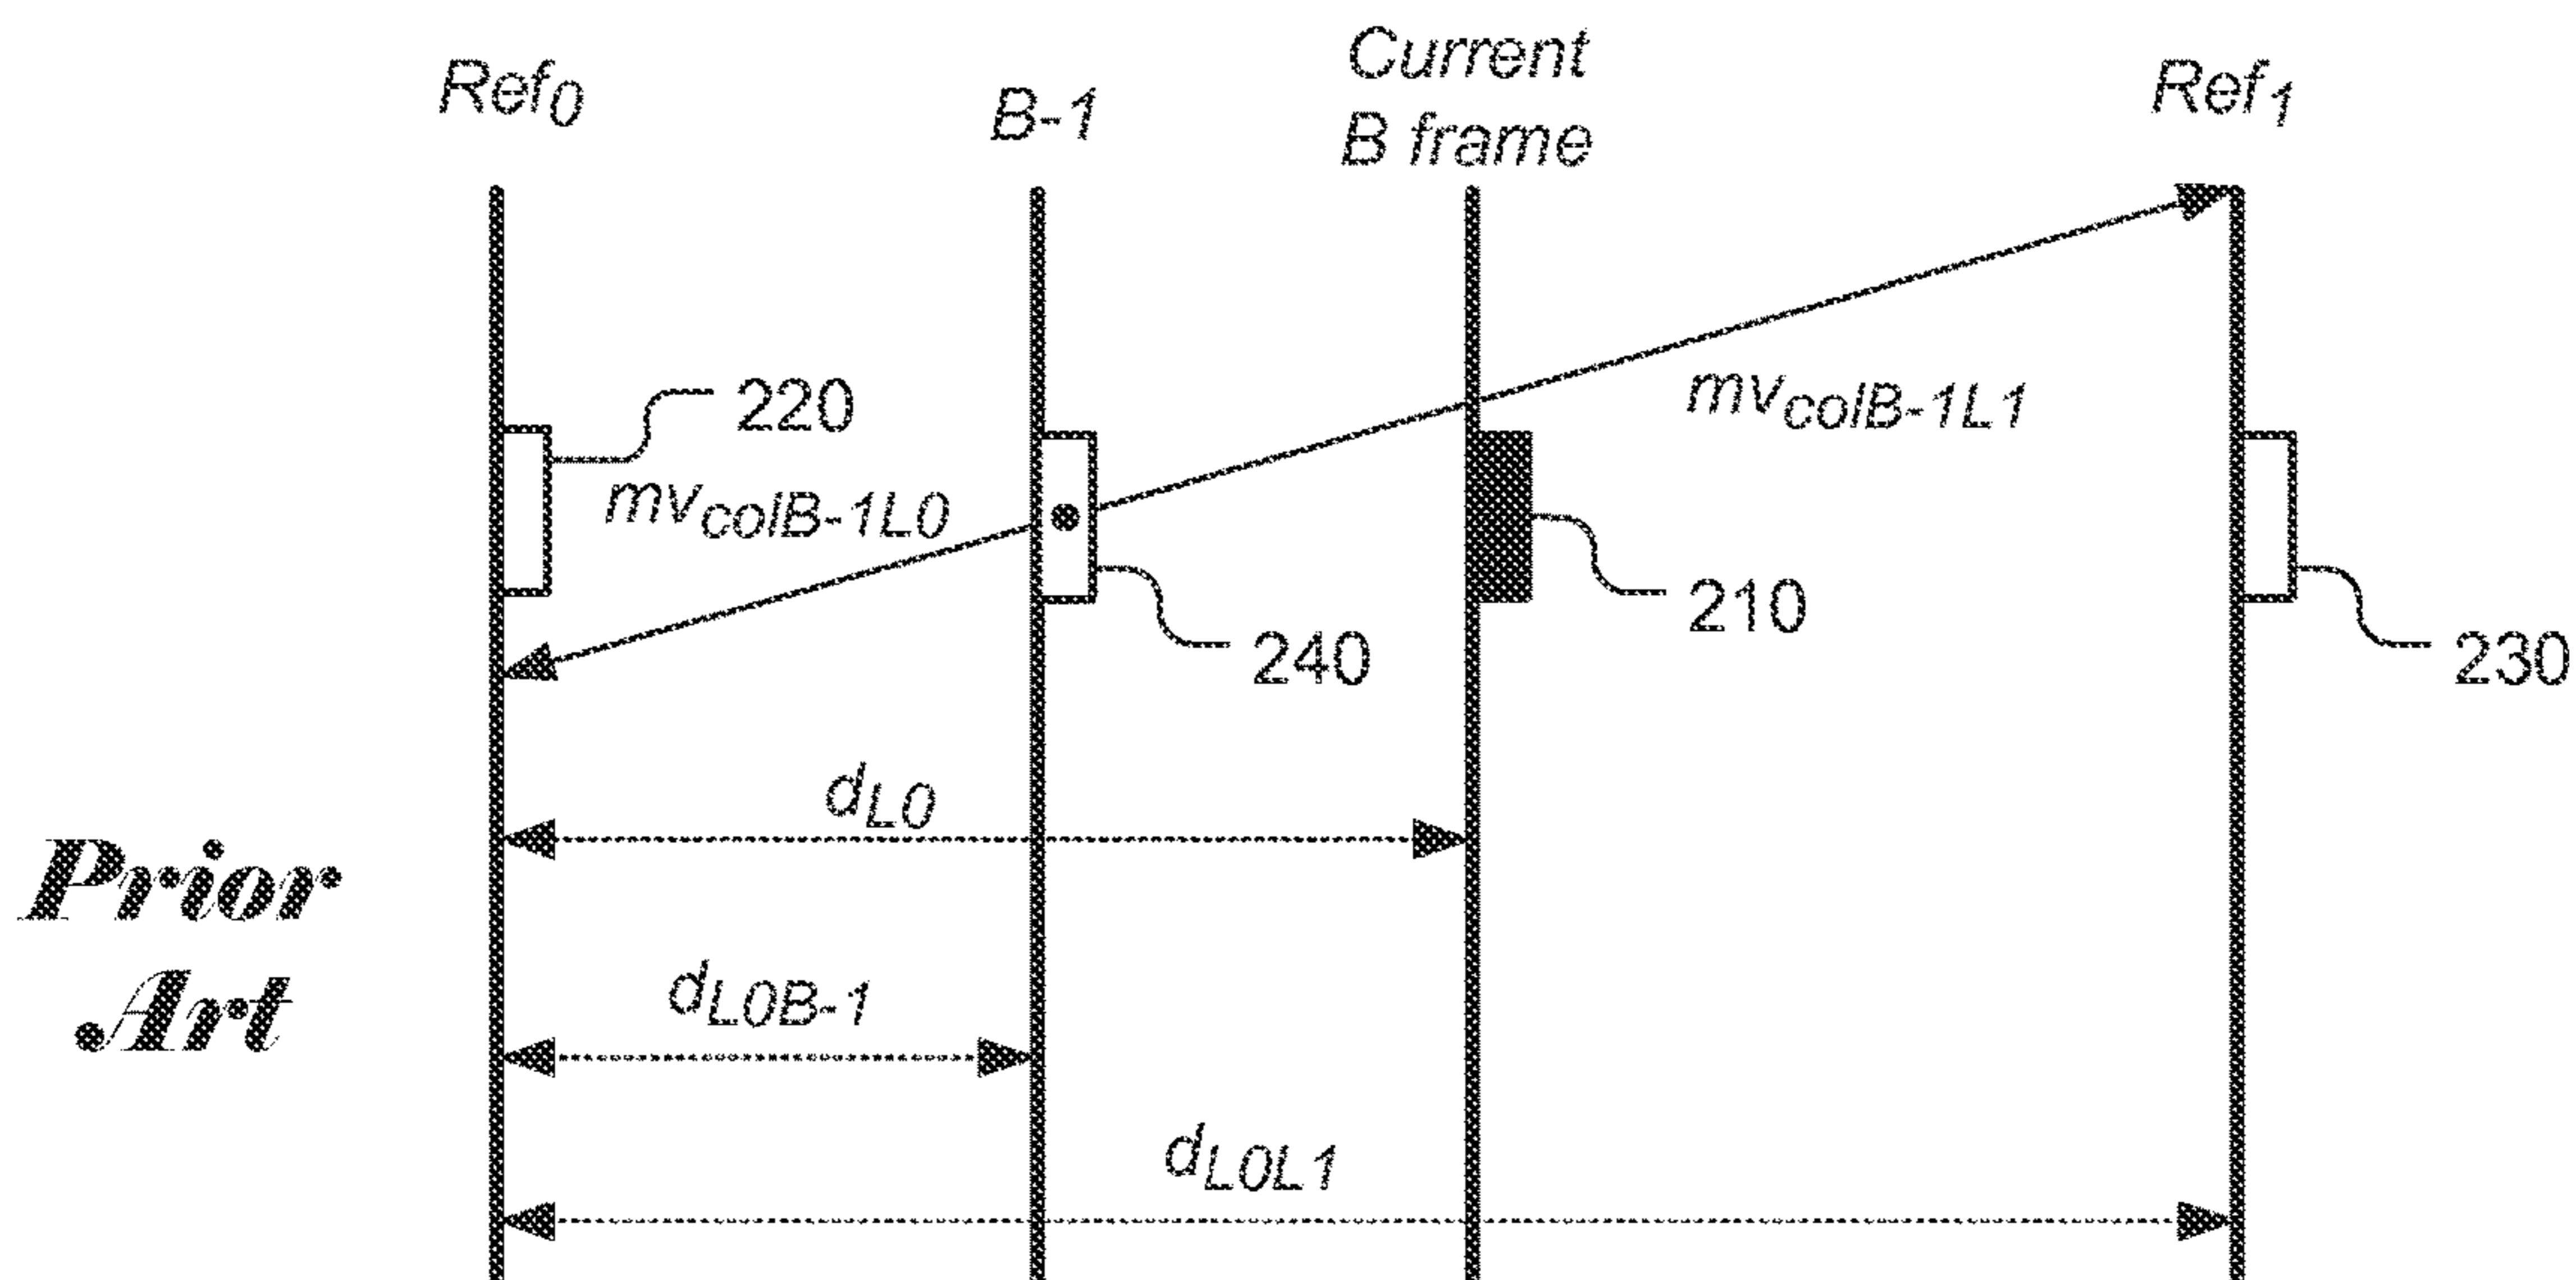 Ref0
B-1
Current
B frame
Ref1
220
mvcolB-1L0
mvcolB-1L1
240
210
230
dL0
Prior
Art
dL0B-1
dL0L1